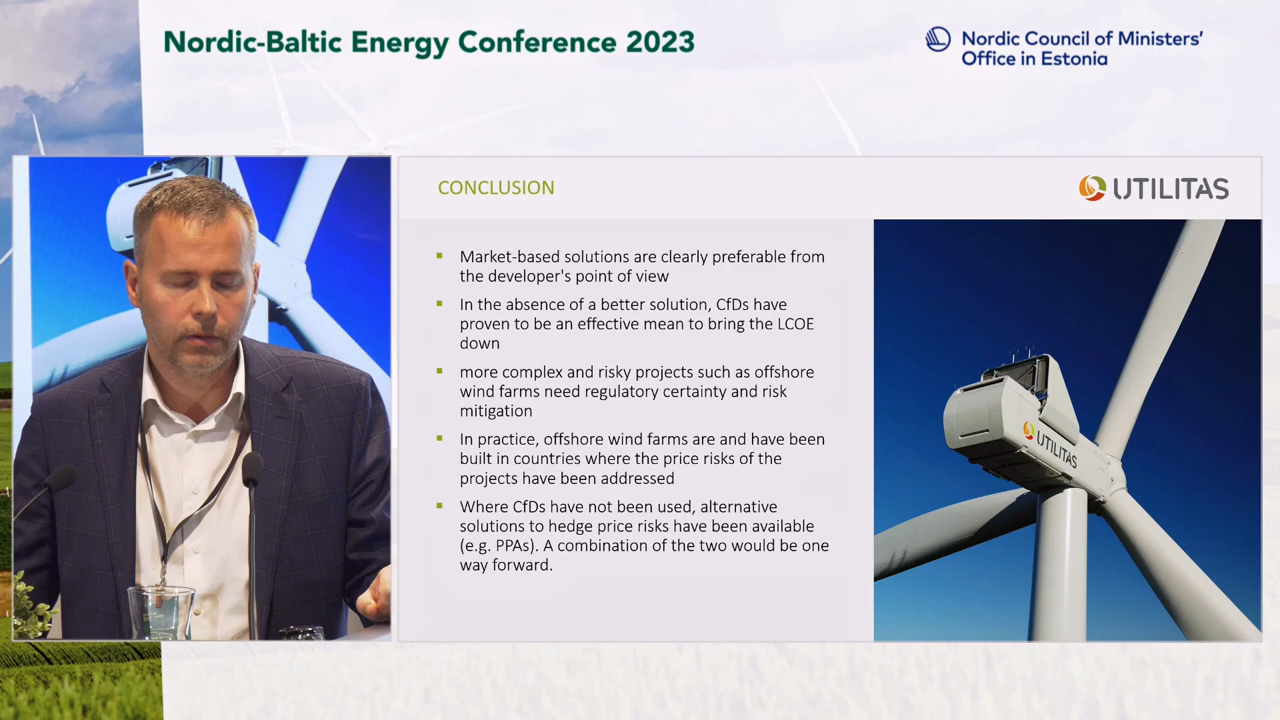 Nordic-Baltic Energy Conference 2023
Nordic Council of Ministers'
Office in Estonia
CONCLUSION
UTILITAS
Market-based solutions are clearly preferable from
the developer's point of view
In the absence of a better solution, CfDs have
proven to be an effective mean to bring the LCOE
down
more complex and risky projects such as offshore
wind farms need regulatory certainty and risk
mitigation
In practice, offshore wind farms are and have been
built in countries where the price risks of the
projects have been addressed
Where CfDs have not been used, alternative
solutions to hedge price risks have been available
(e.g. PPAs). A combination of the two would be one
way forward.
UTILITAS